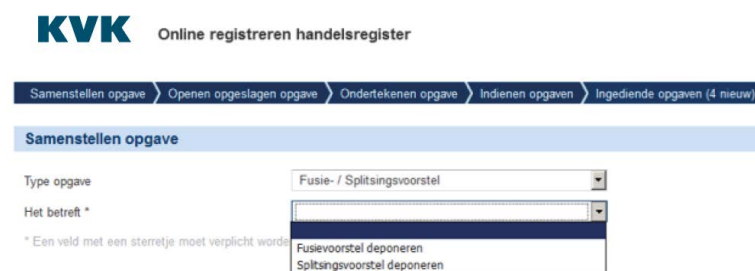 KVK Online registreren handelsregister
Samenstellen opgave Openen opgeslagen opgave Ondertekenen opgave Indienen opgaven Ingediende opgaven (4 nieuw)
Samenstellen opgave
Type opgave Fusie- / Splitsingsvoorstel
Het betreft *
* Een veld met een sterretje moet verplicht worde
Fusievoorstel deponeren
Splitsingsvoorstel deponeren